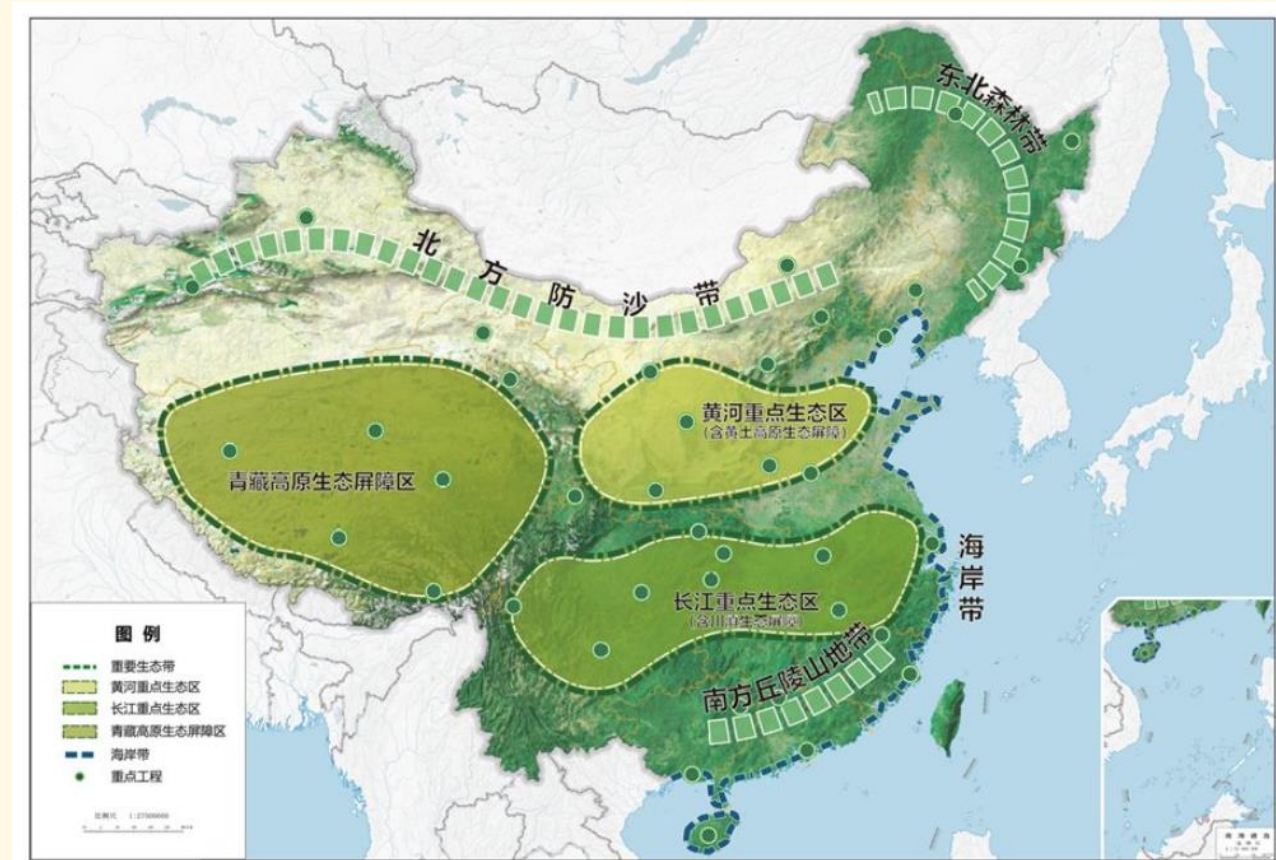 东北森林带
北方防沙带
黄河重点生态区
(含黄土高原生态屏障)
青藏高原生态屏障区
海岸带
长江重点生态区
(含川滇生态屏障)
南方丘陵山地带
图 例
重要生态带
黄河重点生态区
长江重点生态区
青藏高原生态屏障区
海岸带
重点工程
比例尺 1:27500000